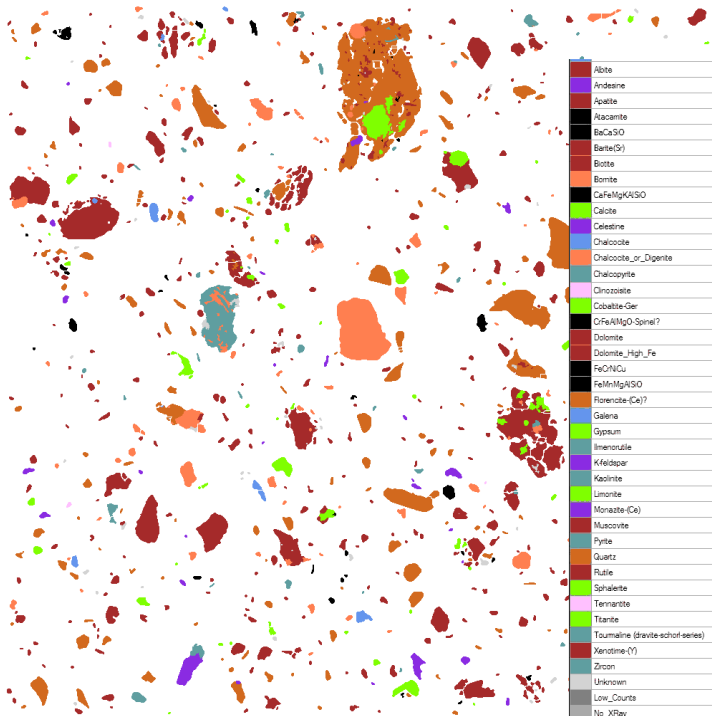 Albite
Andesine
Apatite
Atacamite
BaCaSiO
Barite(Sr)
Biotite
Bornite
CaFeMgKAlSiO
Calcite
Celestine
Chalcocite
Chalcocite_or_Digenite
Chalcopyrite
Clinozoisite
Cobaltite-Ger
CrFeAlMgO-Spinel?
Dolomite
Dolomite_High_Fe
FeCrNiCu
FeMnMgAlSiO
Florencite-(Ce)?
Galena
Gypsum
Ilmenorutile
K-feldspar
Kaolinite
Limonite
Monazite-(Ce)
Muscovite
Pyrite
Quartz
Rutile
Sphalerite
Tennantite
Titanite
Tourmaline (dravite-schorl-series)
Xenotime-(Y)
Zircon
Unknown
Low_Counts
No_XRay